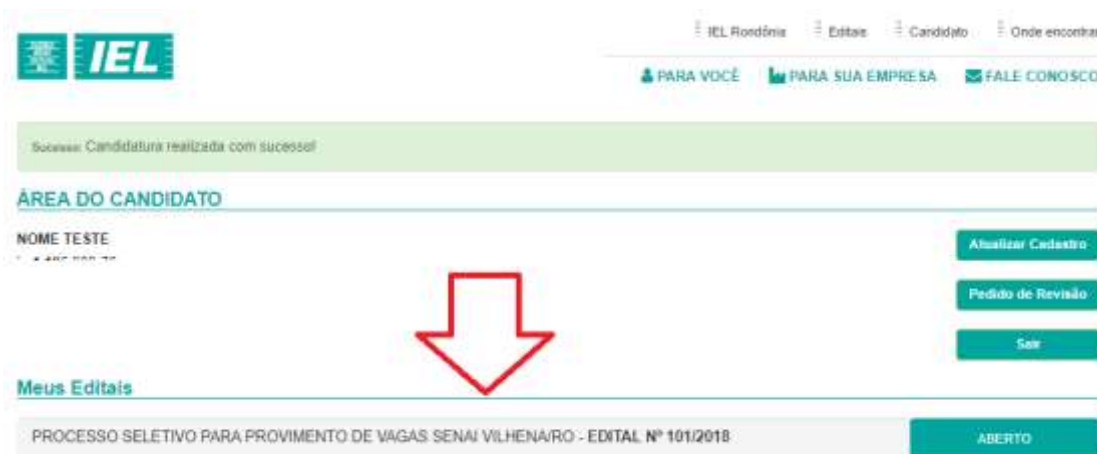 IEL
IEL Rondônia Editais Candidato Onde encontrar
PARA VOCÊ PARA SUA EMPRESA FALE CONOSCO
Sucesso: Candidatura realizada com sucesso!
ÁREA DO CANDIDATO
NOME TESTE
Atualizar Cadastro
Pedido de Revisão
Sair
Meus Editais
PROCESSO SELETIVO PARA PROVIMENTO DE VAGAS SENAI VILHENA/RO - EDITAL Nº 101/2018
ABERTO